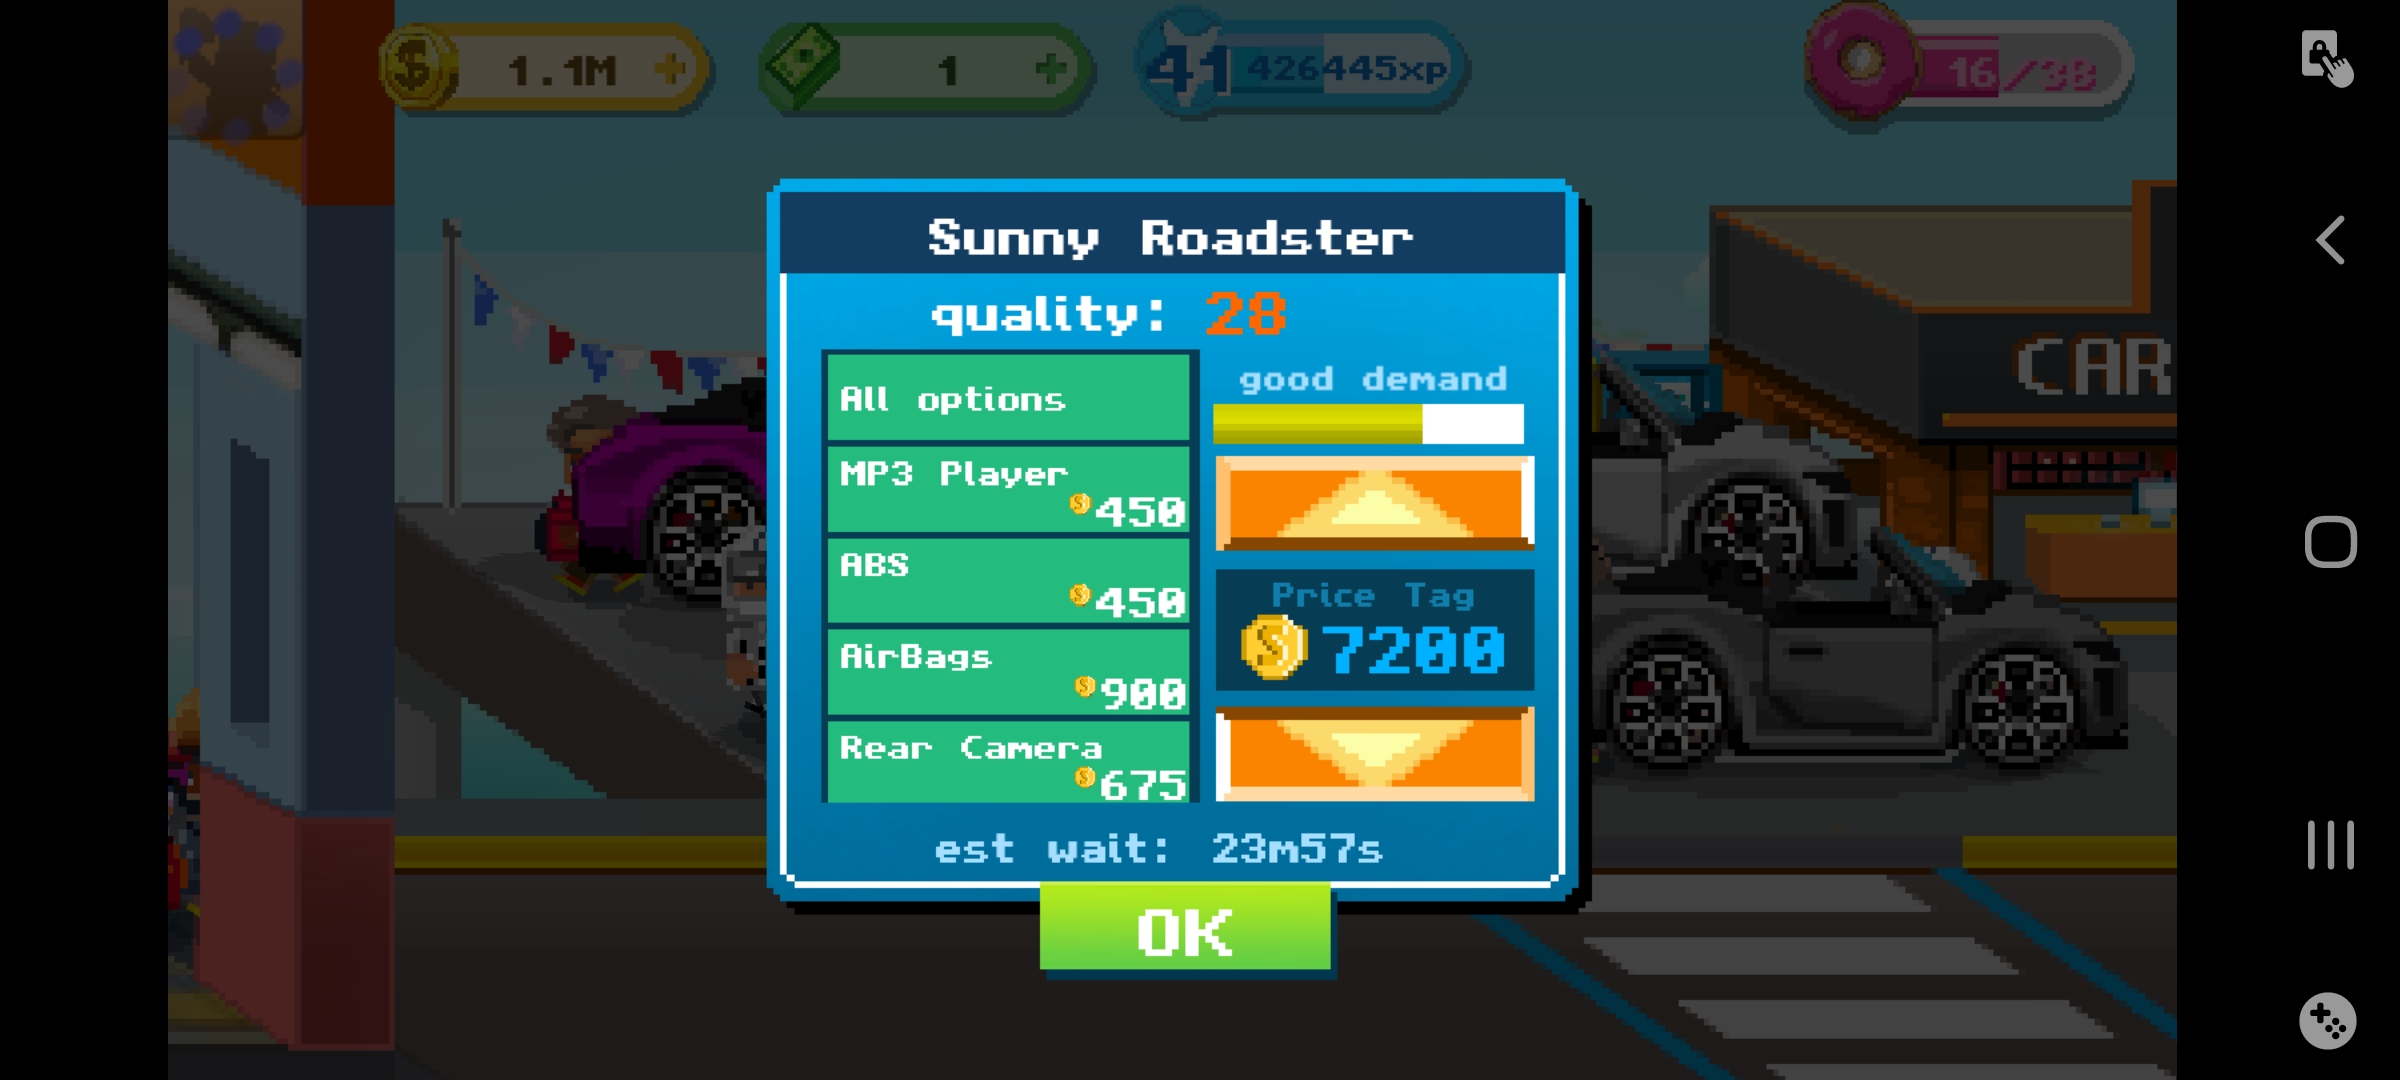 1.1M
1
41 426445xp
16/38
CAR
Sunny Roadster
quality: 28
All options
MP3 Player
450
ABS
450
AirBags
900
Rear Camera
675
good demand
Price Tag
7200
est wait: 23m57s
OK